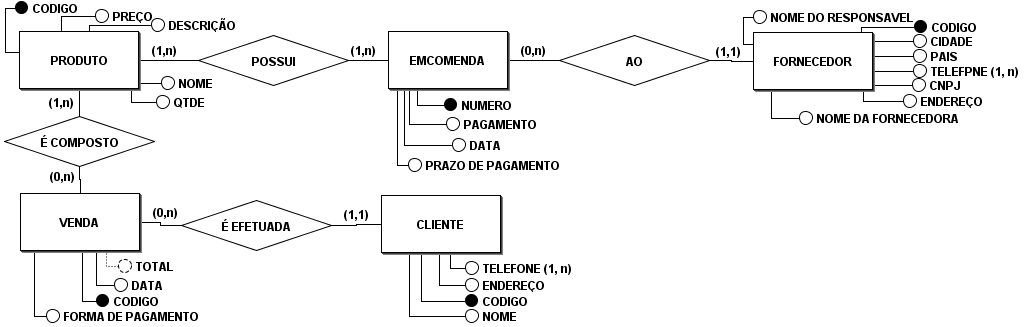 CODIGO
PREÇO
DESCRIÇÃO
PRODUTO
(1,n)
POSSUI
(1,n)
EMCOMENDA
(0,n)
AO
(1,1)
FORNECEDOR
NOME DO RESPONSAVEL
CODIGO
CIDADE
PAIS
TELEFPNE (1, n)
CNPJ
ENDEREÇO
NOME DA FORNECEDORA
NOME
QTDE
(1,n)
NUMERO
PAGAMENTO
DATA
PRAZO DE PAGAMENTO
É COMPOSTO
(0,n)
VENDA
(0,n)
É EFETUADA
(1,1)
CLIENTE
TOTAL
DATA
CODIGO
FORMA DE PAGAMENTO
TELEFONE (1, n)
ENDEREÇO
CODIGO
NOME